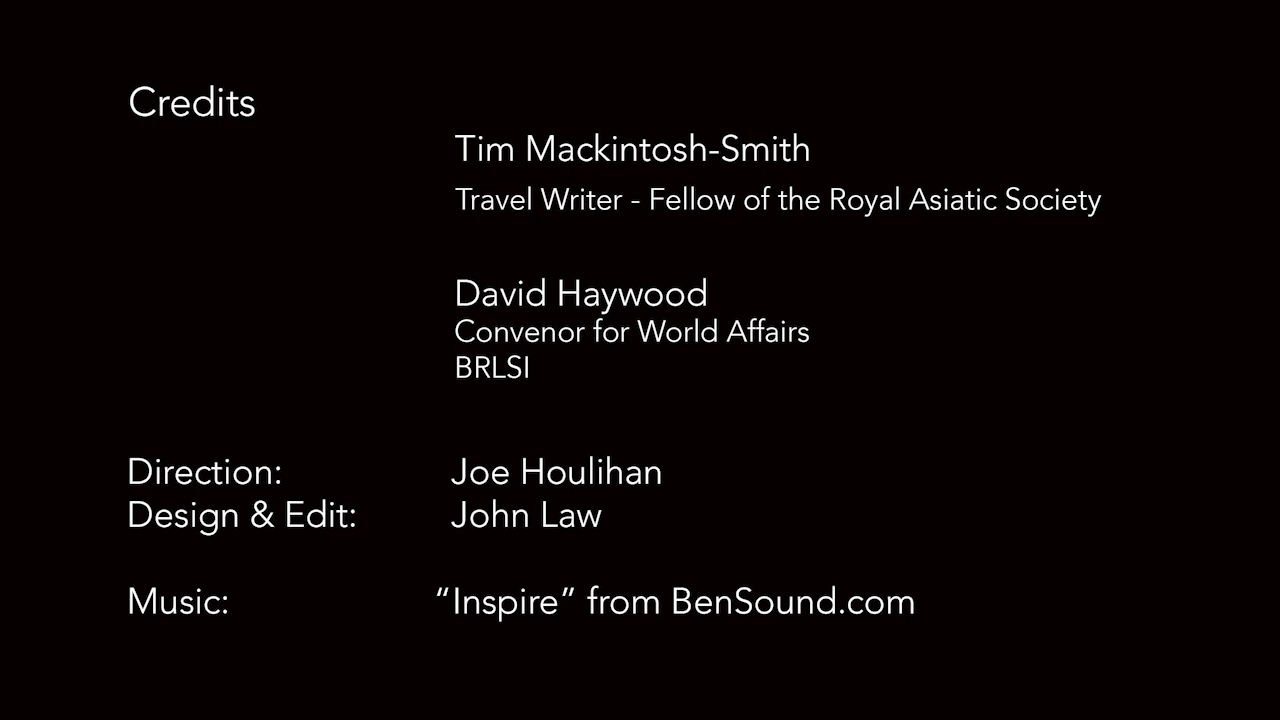 Credits
Tim Mackintosh-Smith
Travel Writer - Fellow of the Royal Asiatic Society
David Haywood
Convenor for World Affairs
BRLSI
Direction: Joe Houlihan
Design & Edit: John Law
Music: “Inspire” from BenSound.com